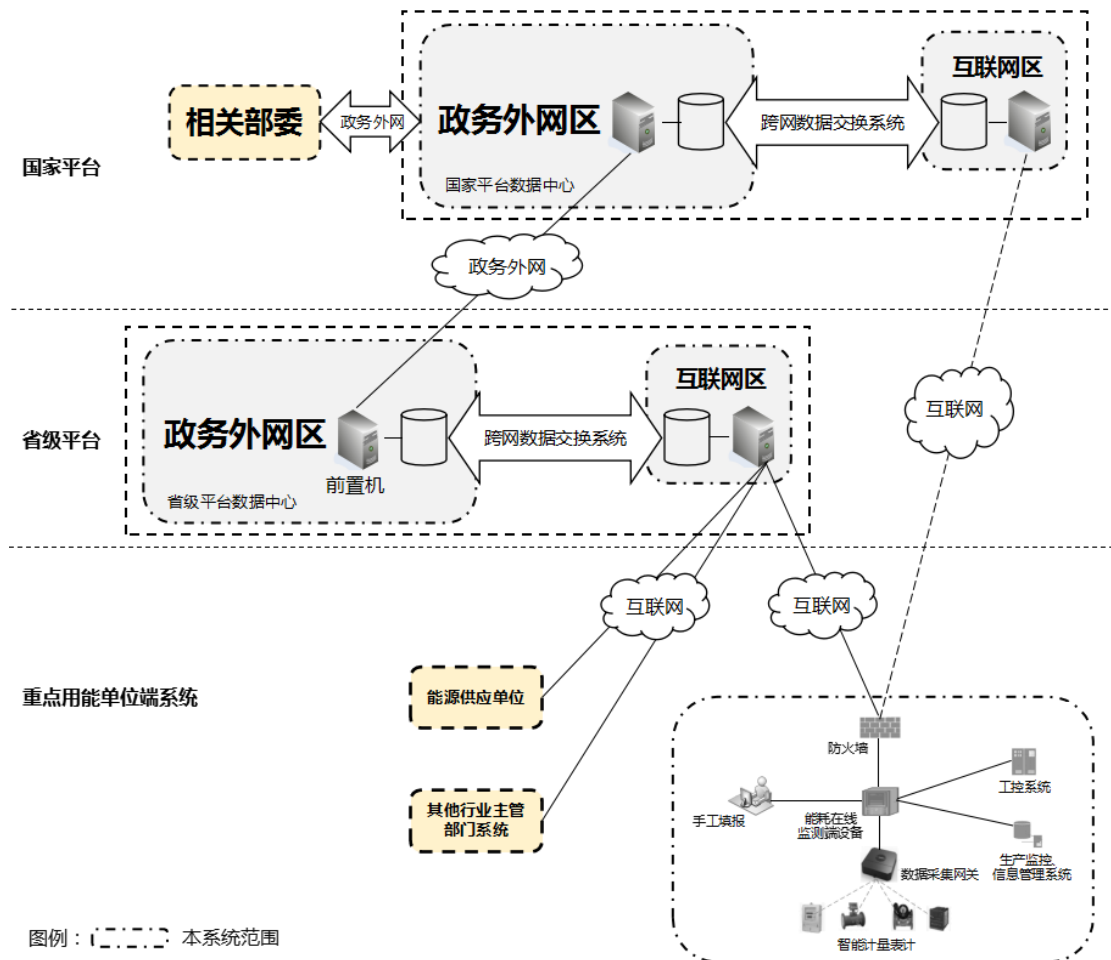 互联网区
相关部委
政务外网
政务外网区
跨网数据交换系统
国家平台
国家平台数据中心
政务外网
互联网区
互联网
政务外网区
跨网数据交换系统
省级平台
前置机
省级平台数据中心
互联网
互联网
重点用能单位端系统
能源供应单位
防火墙
工控系统
其他行业主管
部门系统
手工填报
能耗在线
监测端设备
生产监控、
信息管理系统
数据采集网关
智能计量表计
图例：
本系统范围